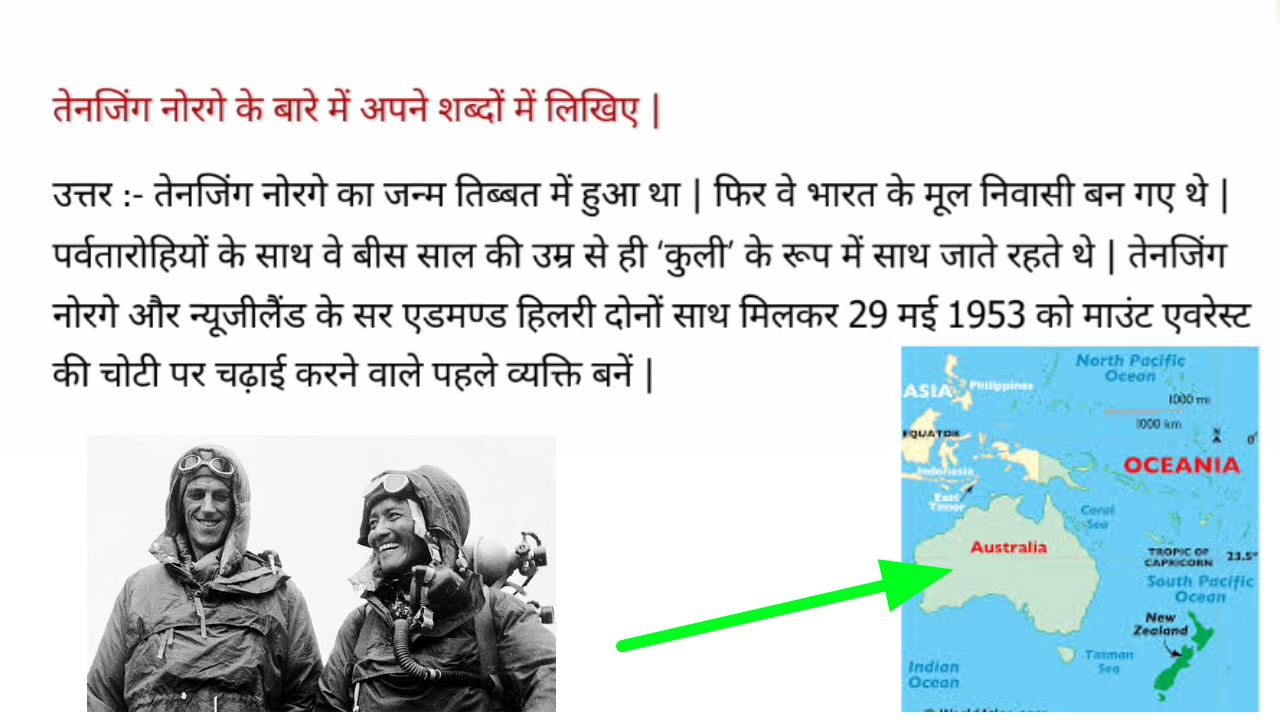 तेनजिंग नोरगे के बारे में अपने शब्दों में लिखिए |
उत्तर :- तेनजिंग नोरगे का जन्म तिब्बत में हुआ था | फिर वे भारत के मूल निवासी बन गए थे |
पर्वतारोहियों के साथ वे बीस साल की उम्र से ही ‘कुली’ के रूप में साथ जाते रहते थे | तेनजिंग
नोरगे और न्यूजीलैंड के सर एडमण्ड हिलरी दोनों साथ मिलकर 29 मई 1953 को माउंट एवरेस्ट
की चोटी पर चढ़ाई करने वाले पहले व्यक्ति बनें |
North Pacific
Ocean
ASIA
Philippines
1000 mi
1000 km
EQUATOR
0°
OCEANIA
Indonesia
East
Timor
Coral
Sea
Australia
TROPIC OF
CAPRICORN
23.5°
South Pacific
Ocean
New
Zealand
Tasman
Sea
Indian
Ocean